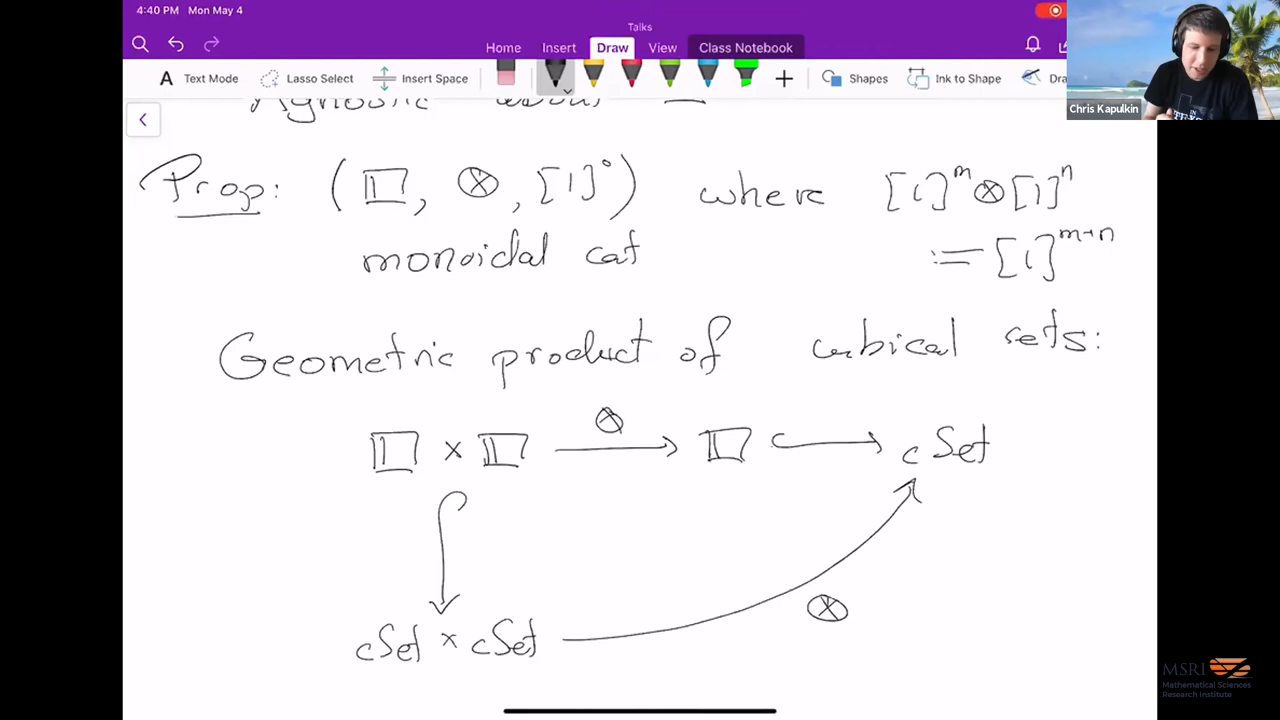 4:40 PM Mon May 4
Talks
Home Insert Draw View Class Notebook
Text Mode Lasso Select Insert Space Shapes Ink to Shape
Chris Kapulkin
Agnostic about
Prop: (□, ⊗, [1]⁰) where [1]ᵐ⊗[1]ⁿ
monoidal cat := [1]ᵐ⁺ⁿ
Geometric product of cubical sets:
⊗
□ × □ → □ ↪ cSet
cSet × cSet
⊗
MSRI
Mathematical Sciences
Research Institute